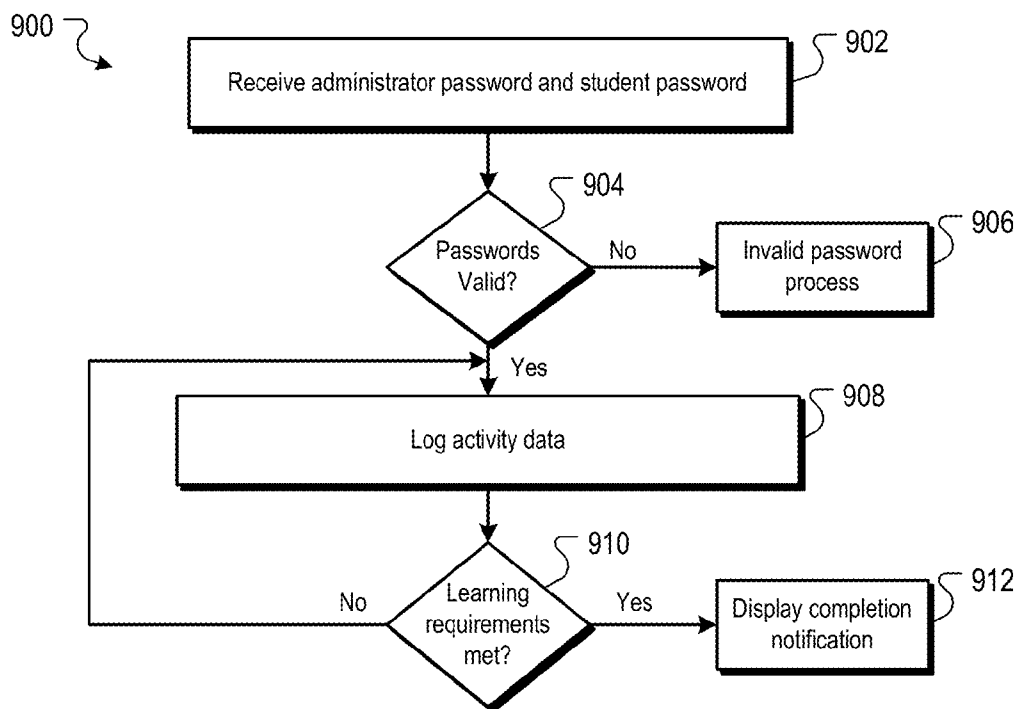 900
902
Receive administrator password and student password
904
Passwords
Valid?
No
906
Invalid password
process
Yes
908
Log activity data
910
Learning
requirements
met?
No
Yes
912
Display completion
notification